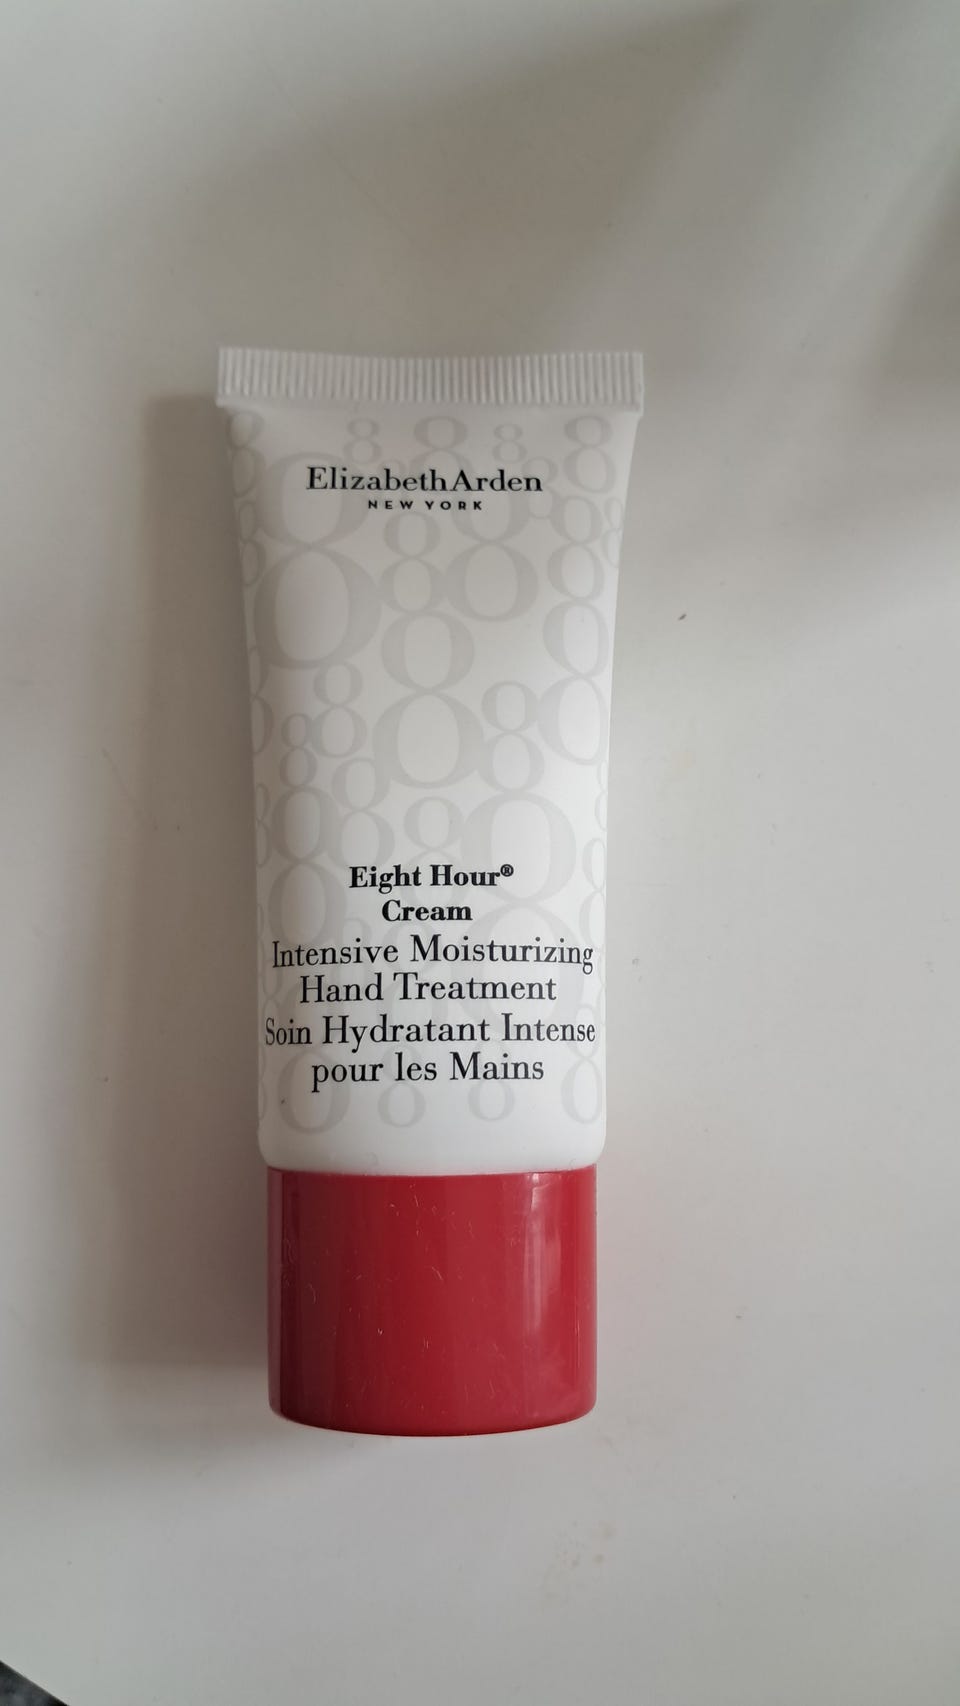 ElizabethArden
NEW YORK
Eight Hour®
Cream
Intensive Moisturizing
Hand Treatment
Soin Hydratant Intense
pour les Mains